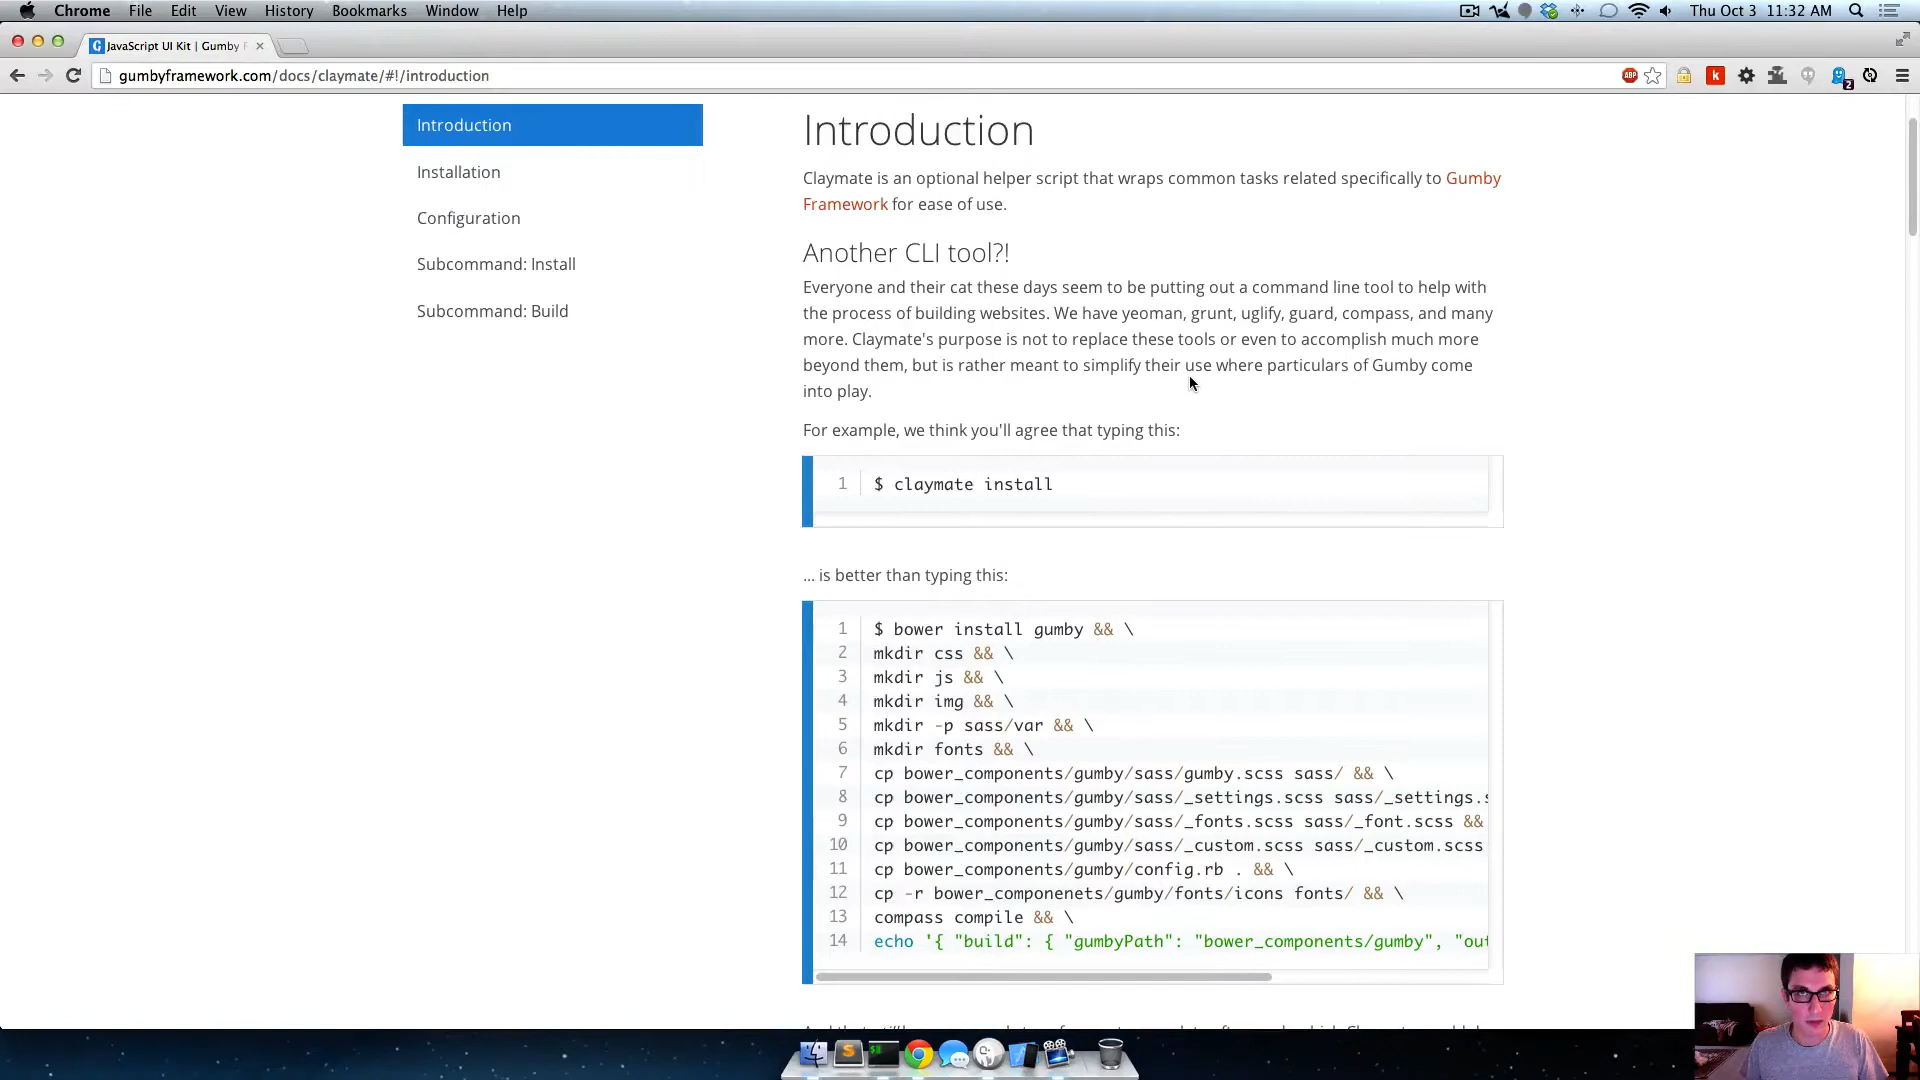 Chrome File Edit View History Bookmarks Window Help Thu Oct 3 11:32 AM
JavaScript UI Kit | Gumby F
gumbyframework.com/docs/claymate/#!/introduction
ABP
k
2
Introduction
Installation
Configuration
Subcommand: Install
Subcommand: Build
Introduction
Claymate is an optional helper script that wraps common tasks related specifically to Gumby
Framework for ease of use.
Another CLI tool?!
Everyone and their cat these days seem to be putting out a command line tool to help with
the process of building websites. We have yeoman, grunt, uglify, guard, compass, and many
more. Claymate's purpose is not to replace these tools or even to accomplish much more
beyond them, but is rather meant to simplify their use where particulars of Gumby come
into play.
For example, we think you'll agree that typing this:
1 $ claymate install
... is better than typing this:
1 $ bower install gumby && \
2 mkdir css && \
3 mkdir js && \
4 mkdir img && \
5 mkdir -p sass/var && \
6 mkdir fonts && \
7 cp bower_components/gumby/sass/gumby.scss sass/ && \
8 cp bower_components/gumby/sass/_settings.scss sass/_settings.s
9 cp bower_components/gumby/sass/_fonts.scss sass/_font.scss &&
10 cp bower_components/gumby/sass/_custom.scss sass/_custom.scss
11 cp bower_components/gumby/config.rb . && \
12 cp -r bower_componenets/gumby/fonts/icons fonts/ && \
13 compass compile && \
14 echo '{ "build": { "gumbyPath": "bower_components/gumby", "out